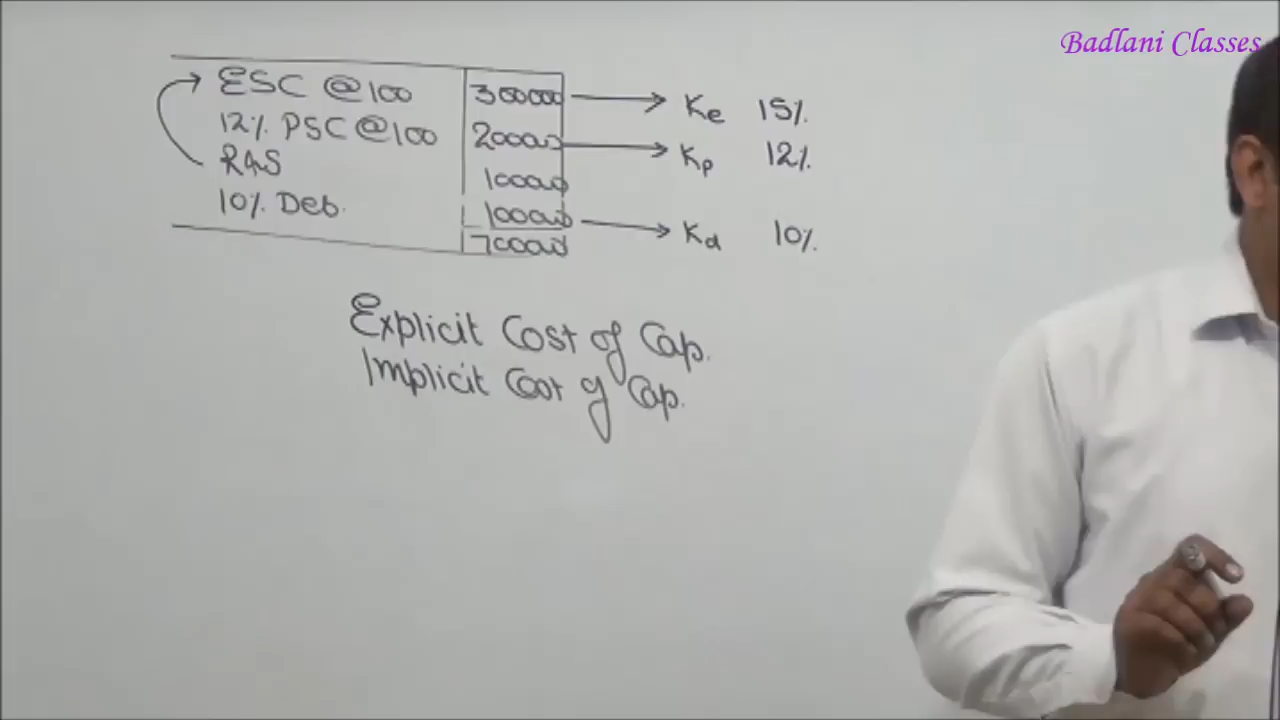 Badlani Classes
ESC @100 300000 → Ke 15%
12% PSC @100 200000 → Kp 12%
R&S 100000
10% Deb. 100000 → Kd 10%
700000
Explicit Cost of Cap.
Implicit Cost of Cap.